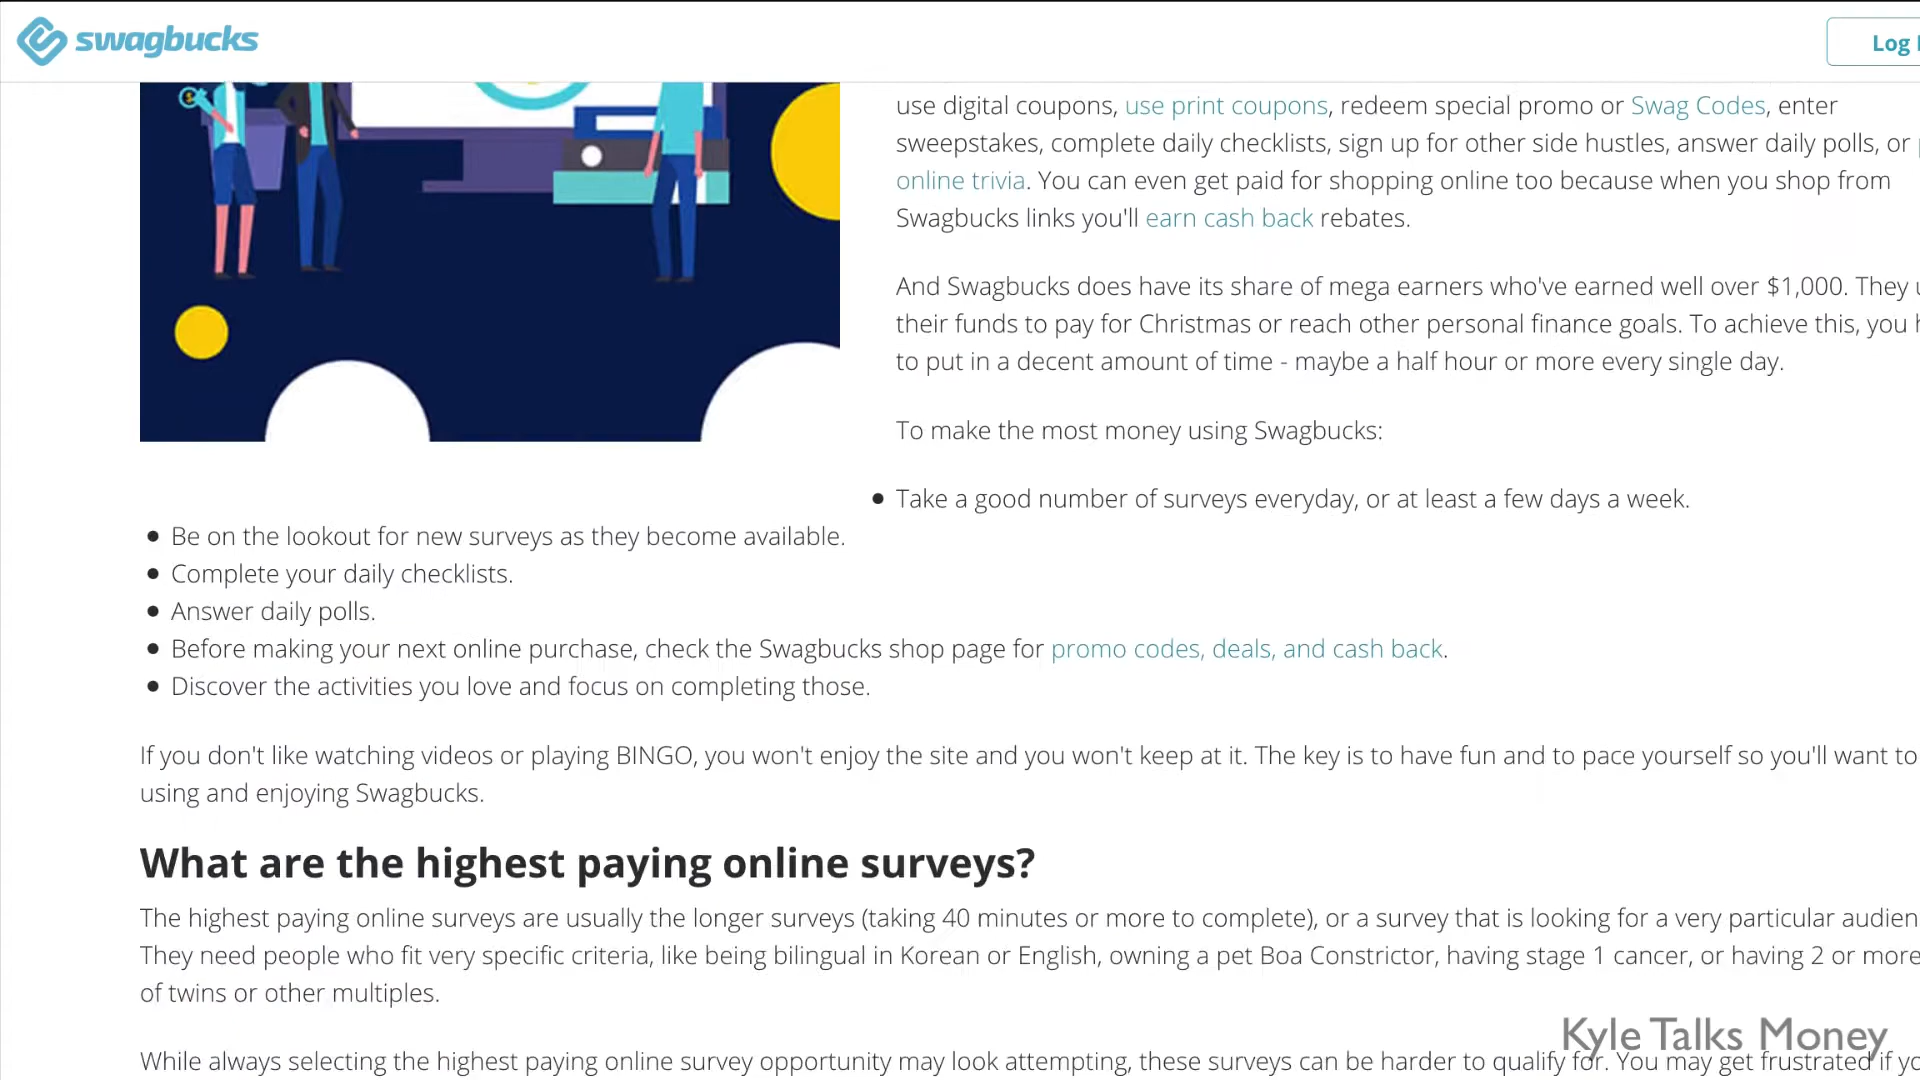 swagbucks
Log
use digital coupons, use print coupons, redeem special promo or Swag Codes, enter
sweepstakes, complete daily checklists, sign up for other side hustles, answer daily polls, or
online trivia. You can even get paid for shopping online too because when you shop from
Swagbucks links you'll earn cash back rebates.
And Swagbucks does have its share of mega earners who've earned well over $1,000. They
their funds to pay for Christmas or reach other personal finance goals. To achieve this, you
to put in a decent amount of time - maybe a half hour or more every single day.
To make the most money using Swagbucks:
• Take a good number of surveys everyday, or at least a few days a week.
• Be on the lookout for new surveys as they become available.
• Complete your daily checklists.
• Answer daily polls.
• Before making your next online purchase, check the Swagbucks shop page for promo codes, deals, and cash back.
• Discover the activities you love and focus on completing those.
If you don't like watching videos or playing BINGO, you won't enjoy the site and you won't keep at it. The key is to have fun and to pace yourself so you'll want to
using and enjoying Swagbucks.
What are the highest paying online surveys?
The highest paying online surveys are usually the longer surveys (taking 40 minutes or more to complete), or a survey that is looking for a very particular audien
They need people who fit very specific criteria, like being bilingual in Korean or English, owning a pet Boa Constrictor, having stage 1 cancer, or having 2 or more
of twins or other multiples.
Kyle Talks Money
While always selecting the highest paying online survey opportunity may look attempting, these surveys can be harder to qualify for. You may get frustrated if yo